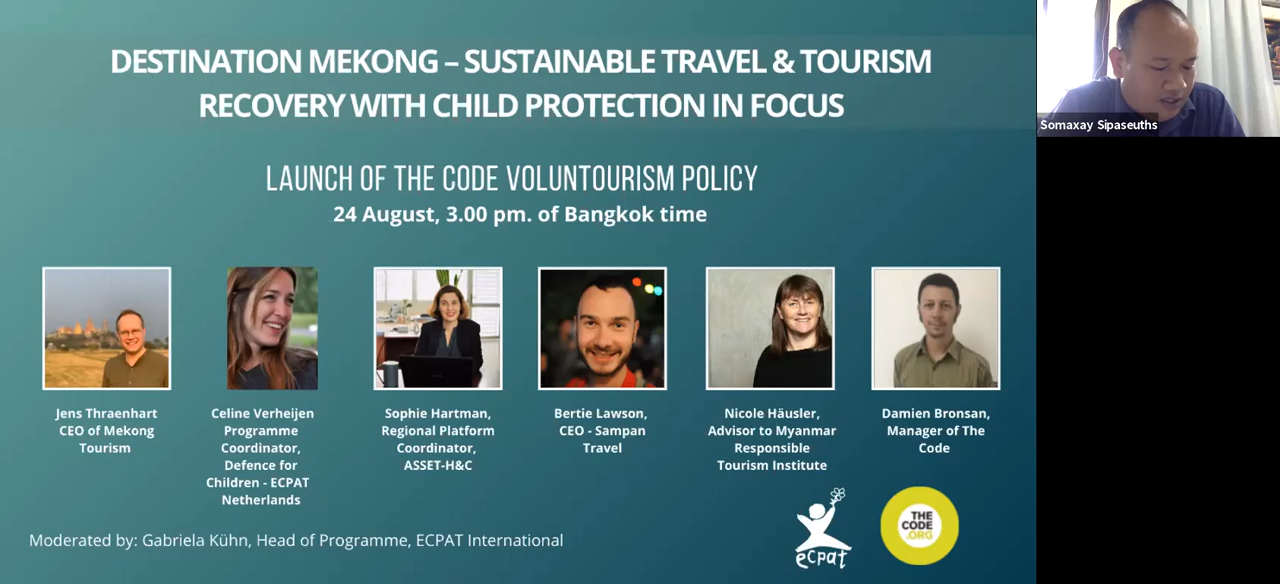 DESTINATION MEKONG – SUSTAINABLE TRAVEL & TOURISM
RECOVERY WITH CHILD PROTECTION IN FOCUS
LAUNCH OF THE CODE VOLUNTOURISM POLICY
24 August, 3.00 pm. of Bangkok time
Jens Thraenhart
CEO of Mekong
Tourism
Celine Verheijen
Programme
Coordinator,
Defence for
Children - ECPAT
Netherlands
Sophie Hartman,
Regional Platform
Coordinator,
ASSET-H&C
Bertie Lawson,
CEO - Sampan
Travel
Nicole Häusler,
Advisor to Myanmar
Responsible
Tourism Institute
Damien Bronsan,
Manager of The
Code
Moderated by: Gabriela Kühn, Head of Programme, ECPAT International
ecpat
THE
CODE
.ORG
Somaxay Sipaseuths